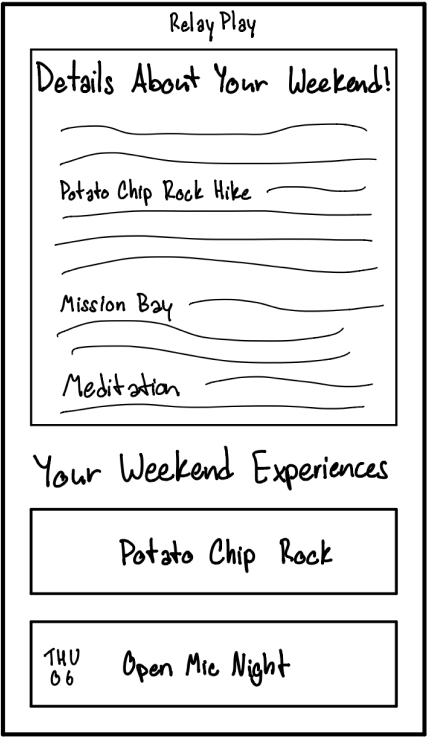 Relay Play
Details About Your Weekend!
Potato Chip Rock Hike
Mission Bay
Meditation
Your Weekend Experiences
Potato Chip Rock
THU
06
Open Mic Night